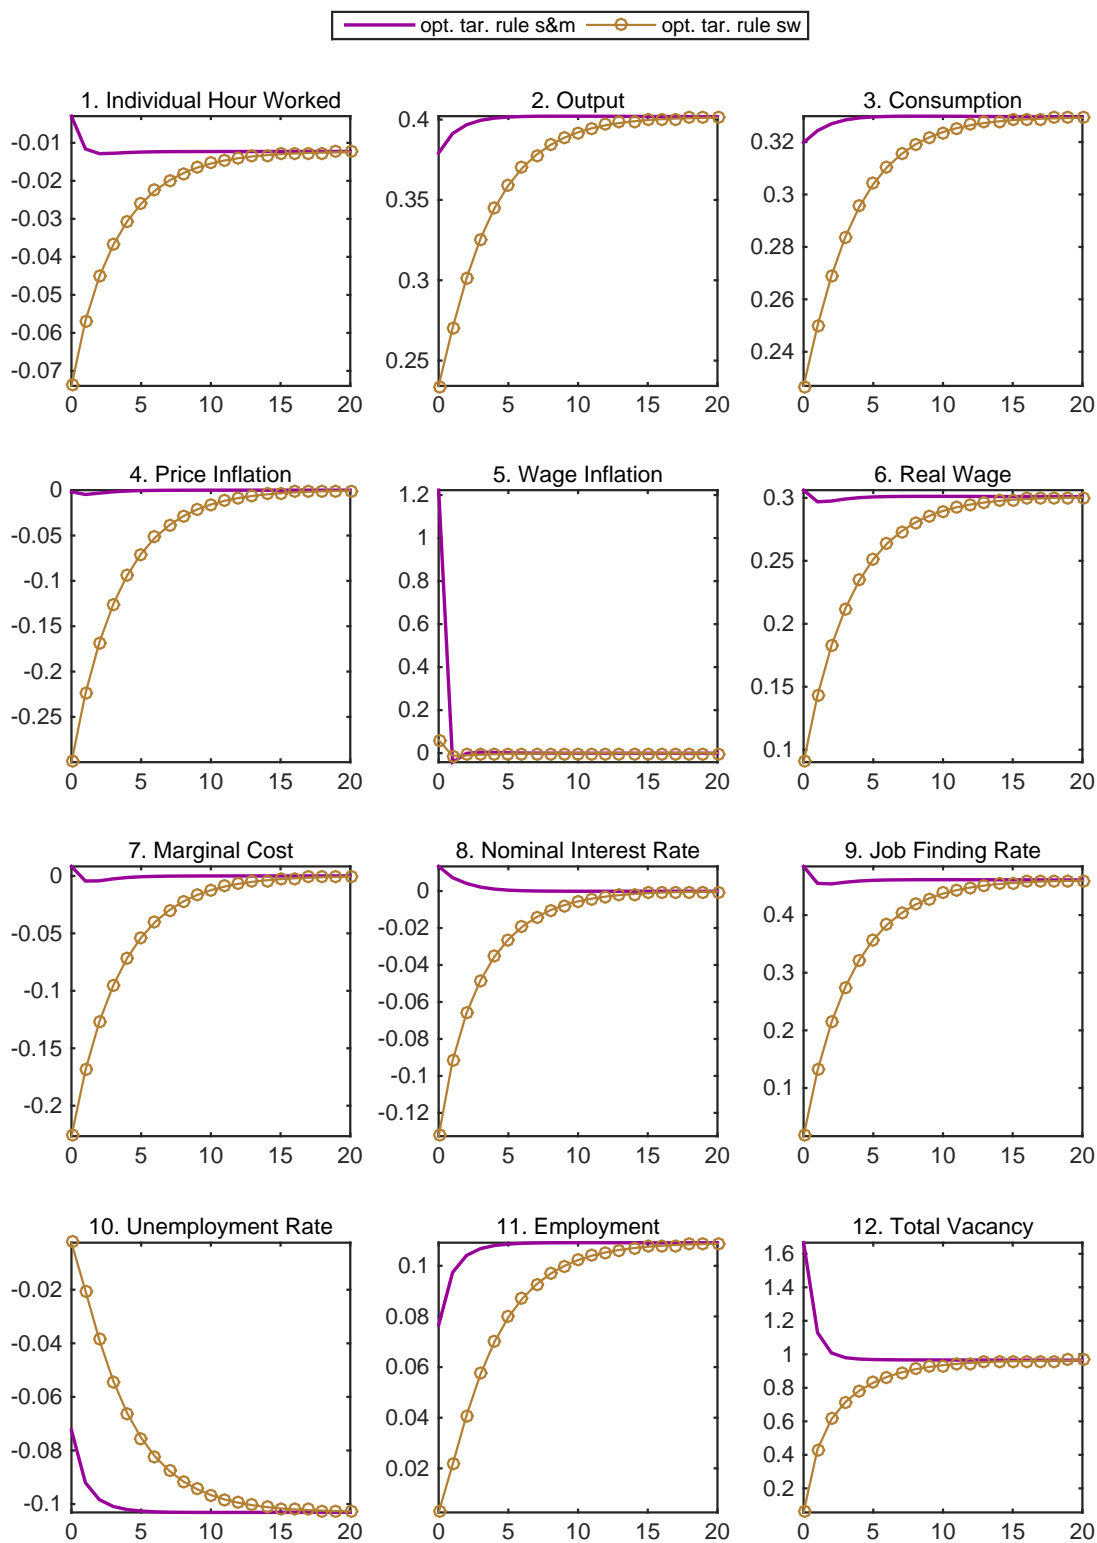 opt. tar. rule s&m opt. tar. rule sw
1. Individual Hour Worked
-0.01
-0.02
-0.03
-0.04
-0.05
-0.06
-0.07
0 5 10 15 20
2. Output
0.4
0.35
0.3
0.25
0 5 10 15 20
3. Consumption
0.32
0.3
0.28
0.26
0.24
0 5 10 15 20
4. Price Inflation
0
-0.05
-0.1
-0.15
-0.2
-0.25
0 5 10 15 20
5. Wage Inflation
1.2
1
0.8
0.6
0.4
0.2
0
0 5 10 15 20
6. Real Wage
0.3
0.25
0.2
0.15
0.1
0 5 10 15 20
7. Marginal Cost
0
-0.05
-0.1
-0.15
-0.2
0 5 10 15 20
8. Nominal Interest Rate
0
-0.02
-0.04
-0.06
-0.08
-0.1
-0.12
0 5 10 15 20
9. Job Finding Rate
0.4
0.3
0.2
0.1
0 5 10 15 20
10. Unemployment Rate
-0.02
-0.04
-0.06
-0.08
-0.1
0 5 10 15 20
11. Employment
0.1
0.08
0.06
0.04
0.02
0 5 10 15 20
12. Total Vacancy
1.6
1.4
1.2
1
0.8
0.6
0.4
0.2
0 5 10 15 20